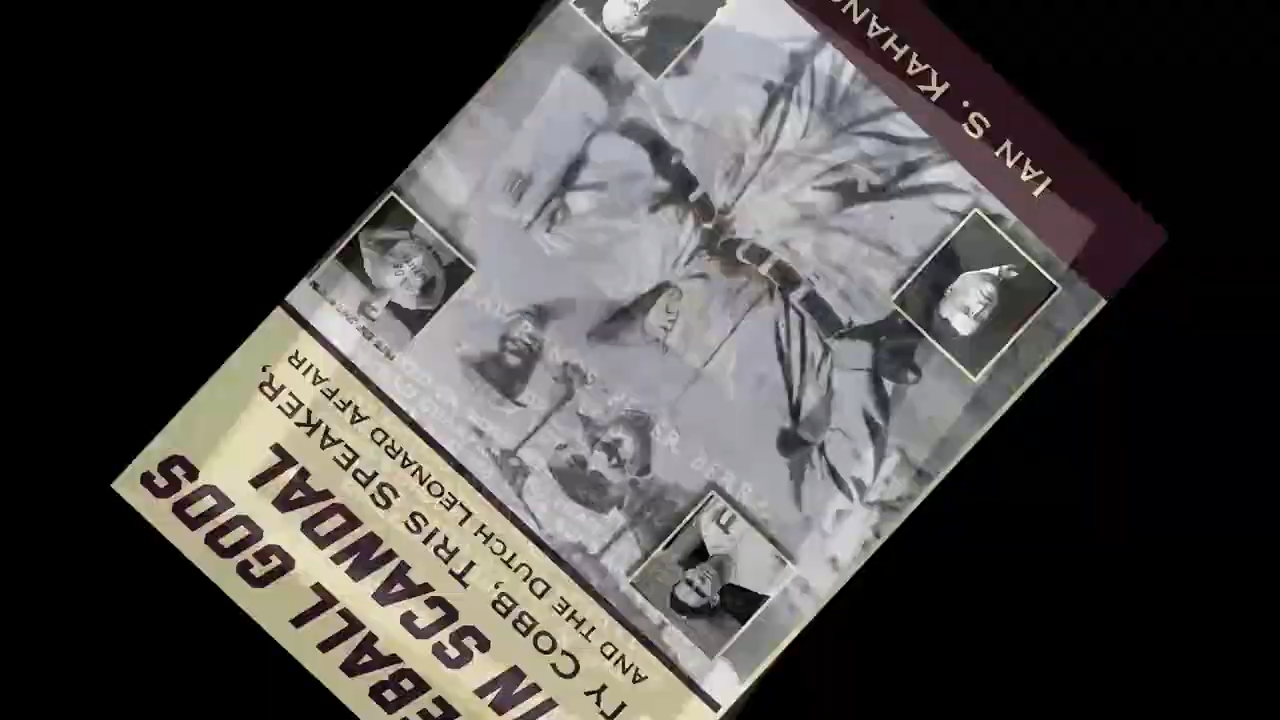 EBALL GODS
IN SCANDAL
TY COBB, TRIS SPEAKER,
AND THE DUTCH LEONARD AFFAIR
IAN S. KAHAN